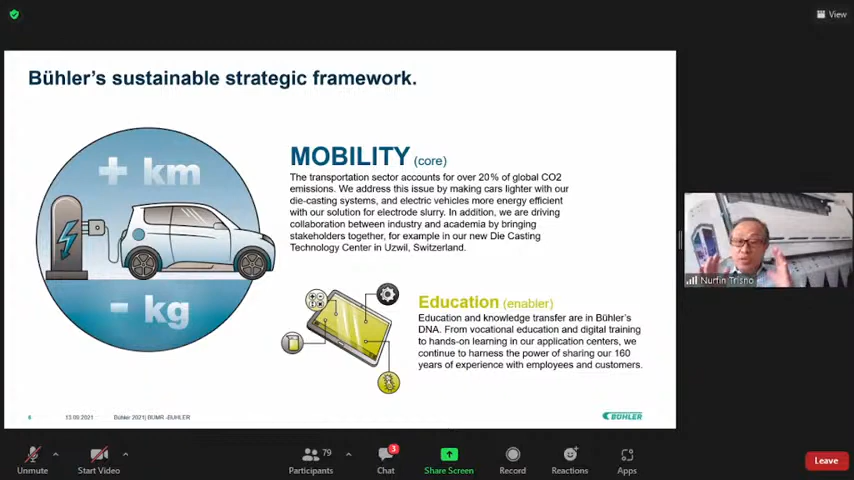 View
Bühler's sustainable strategic framework.
+ km
- kg
MOBILITY (core)
The transportation sector accounts for over 20% of global CO2
emissions. We address this issue by making cars lighter with our
die-casting systems, and electric vehicles more energy efficient
with our solution for electrode slurry. In addition, we are driving
collaboration between industry and academia by bringing
stakeholders together, for example in our new Die Casting
Technology Center in Uzwil, Switzerland.
Education (enabler)
Education and knowledge transfer are in Bühler's
DNA. From vocational education and digital training
to hands-on learning in our application centers, we
continue to harness the power of sharing our 160
years of experience with employees and customers.
Nurfin Trisno
6 13.09.2021 Bühler 2021| BUMR -BUHLER
BÜHLER
Unmute
Start Video
79
Participants
3
Chat
Share Screen
Record
Reactions
Apps
Leave